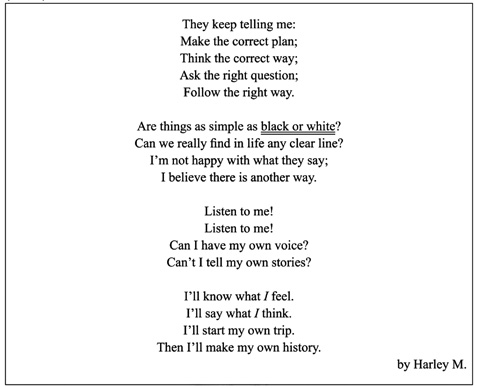 They keep telling me:
Make the correct plan;
Think the correct way;
Ask the right question;
Follow the right way.
Are things as simple as black or white?
Can we really find in life any clear line?
I'm not happy with what they say;
I believe there is another way.
Listen to me!
Listen to me!
Can I have my own voice?
Can't I tell my own stories?
I'll know what I feel.
I'll say what I think.
I'll start my own trip.
Then I'll make my own history.
by Harley M.